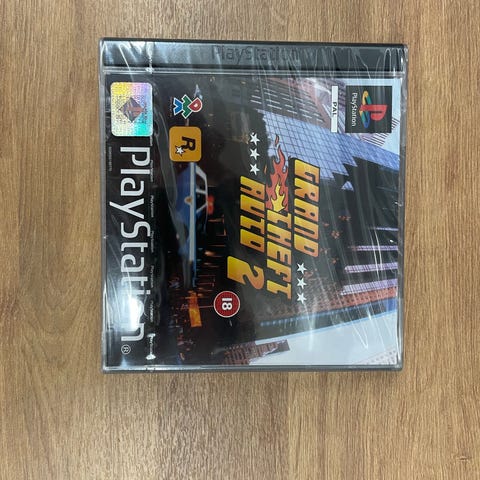 PlayStation
PlayStation
PAL
GRAND
THEFT
AUTO 2
R
18
PlayStation®